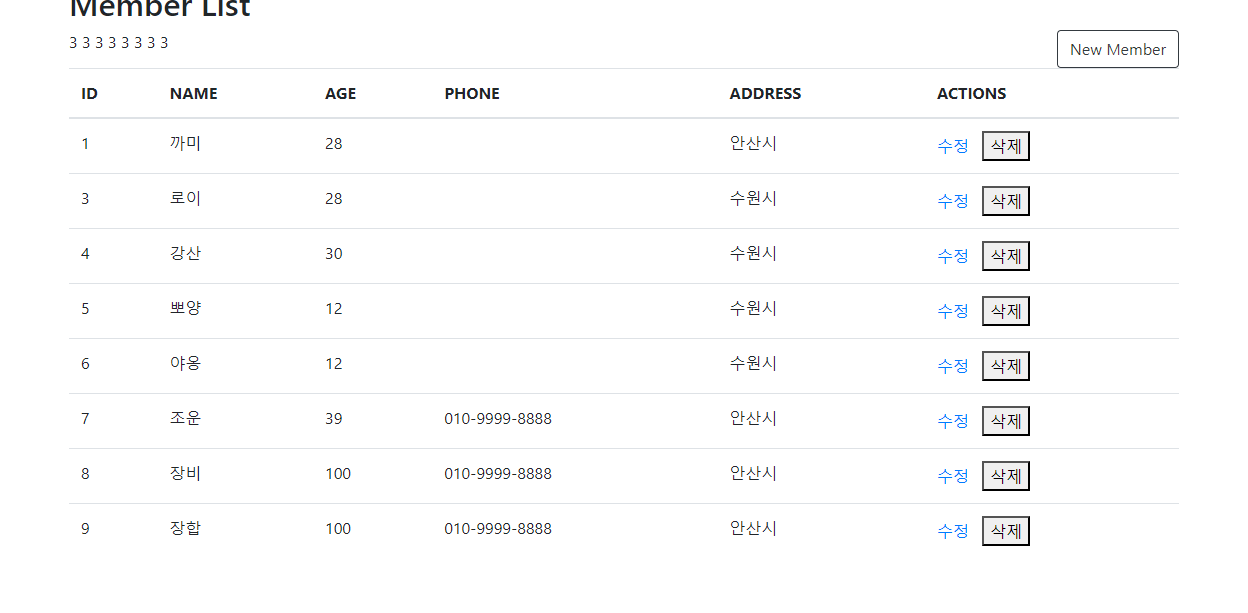 Member List
3 3 3 3 3 3 3 3
New Member
ID NAME AGE PHONE ADDRESS ACTIONS
1 까미 28 안산시 수정 삭제
3 로이 28 수원시 수정 삭제
4 강산 30 수원시 수정 삭제
5 뽀양 12 수원시 수정 삭제
6 야옹 12 수원시 수정 삭제
7 조운 39 010-9999-8888 안산시 수정 삭제
8 장비 100 010-9999-8888 안산시 수정 삭제
9 장합 100 010-9999-8888 안산시 수정 삭제